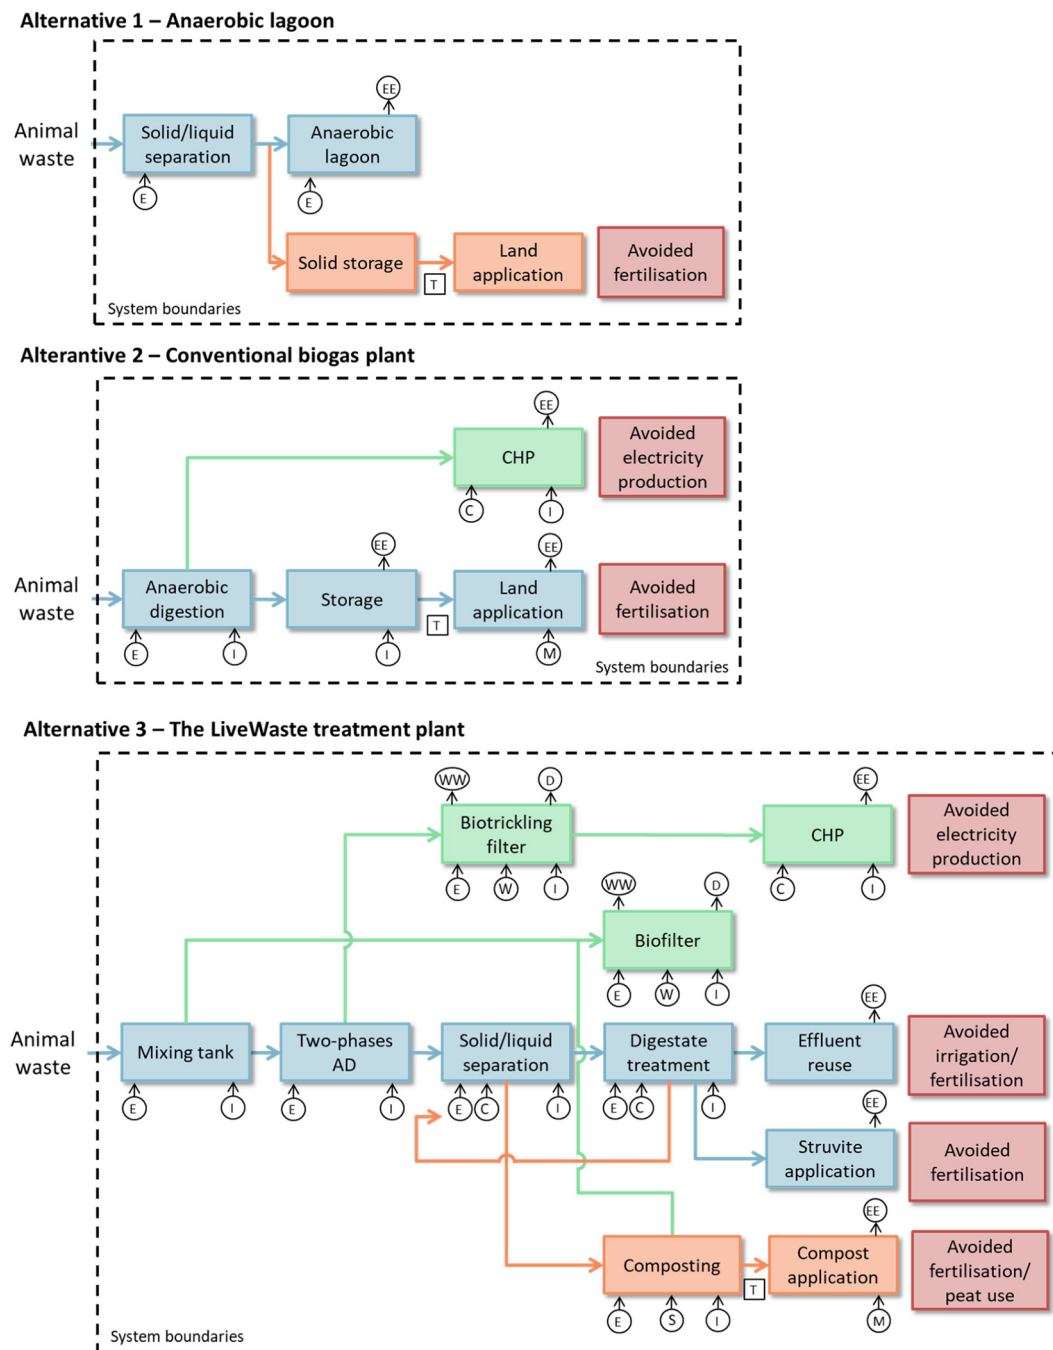 Alternative 1 – Anaerobic lagoon
EE
Animal
waste
Solid/liquid
separation
Anaerobic
lagoon
E
E
Solid storage
T
Land
application
Avoided
fertilisation
System boundaries
Alterantive 2 – Conventional biogas plant
EE
CHP
Avoided
electricity
production
C
I
EE
EE
Animal
waste
Anaerobic
digestion
Storage
T
Land
application
Avoided
fertilisation
E
I
I
M
System boundaries
Alternative 3 – The LiveWaste treatment plant
WW
D
EE
Biotrickling
filter
CHP
Avoided
electricity
production
E
W
I
C
I
WW
D
Biofilter
E
W
I
EE
Animal
waste
Mixing tank
Two-phases
AD
Solid/liquid
separation
Digestate
treatment
Effluent
reuse
Avoided
irrigation/
fertilisation
E
I
E
I
E
C
I
E
C
I
EE
Struvite
application
Avoided
fertilisation
EE
Composting
T
Compost
application
Avoided
fertilisation/
peat use
E
S
I
M
System boundaries